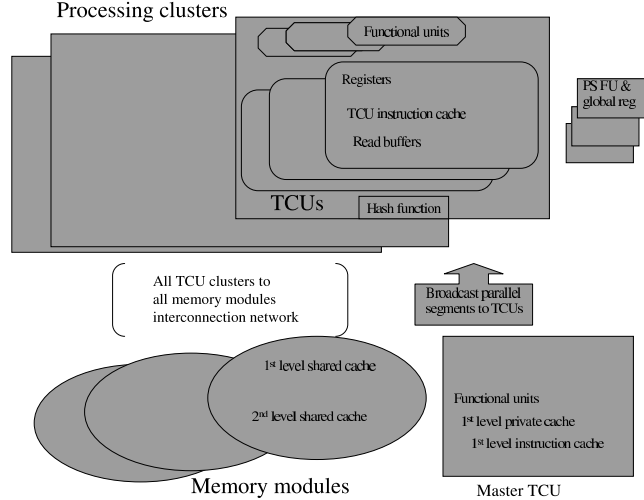 Processing clusters
Functional units
Registers
TCU instruction cache
Read buffers
TCUs
Hash function
PS FU &
global reg
All TCU clusters to
all memory modules
interconnection network
Broadcast parallel
segments to TCUs
1st level shared cache
2nd level shared cache
Memory modules
Functional units
1st level private cache
1st level instruction cache
Master TCU